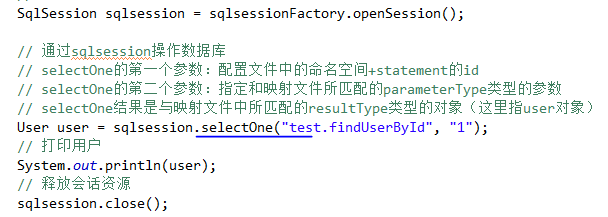 SqlSession sqlsession = sqlsessionFactory.openSession();
// 通过sqlsession操作数据库
// selectOne的第一个参数：配置文件中的命名空间+statement的id
// selectOne的第二个参数：指定和映射文件所匹配的parameterType类型的参数
// selectOne结果是与映射文件中所匹配的resultType类型的对象（这里指user对象）
User user = sqlsession.selectOne("test.findUserById", "1");
// 打印用户
System.out.println(user);
// 释放会话资源
sqlsession.close();